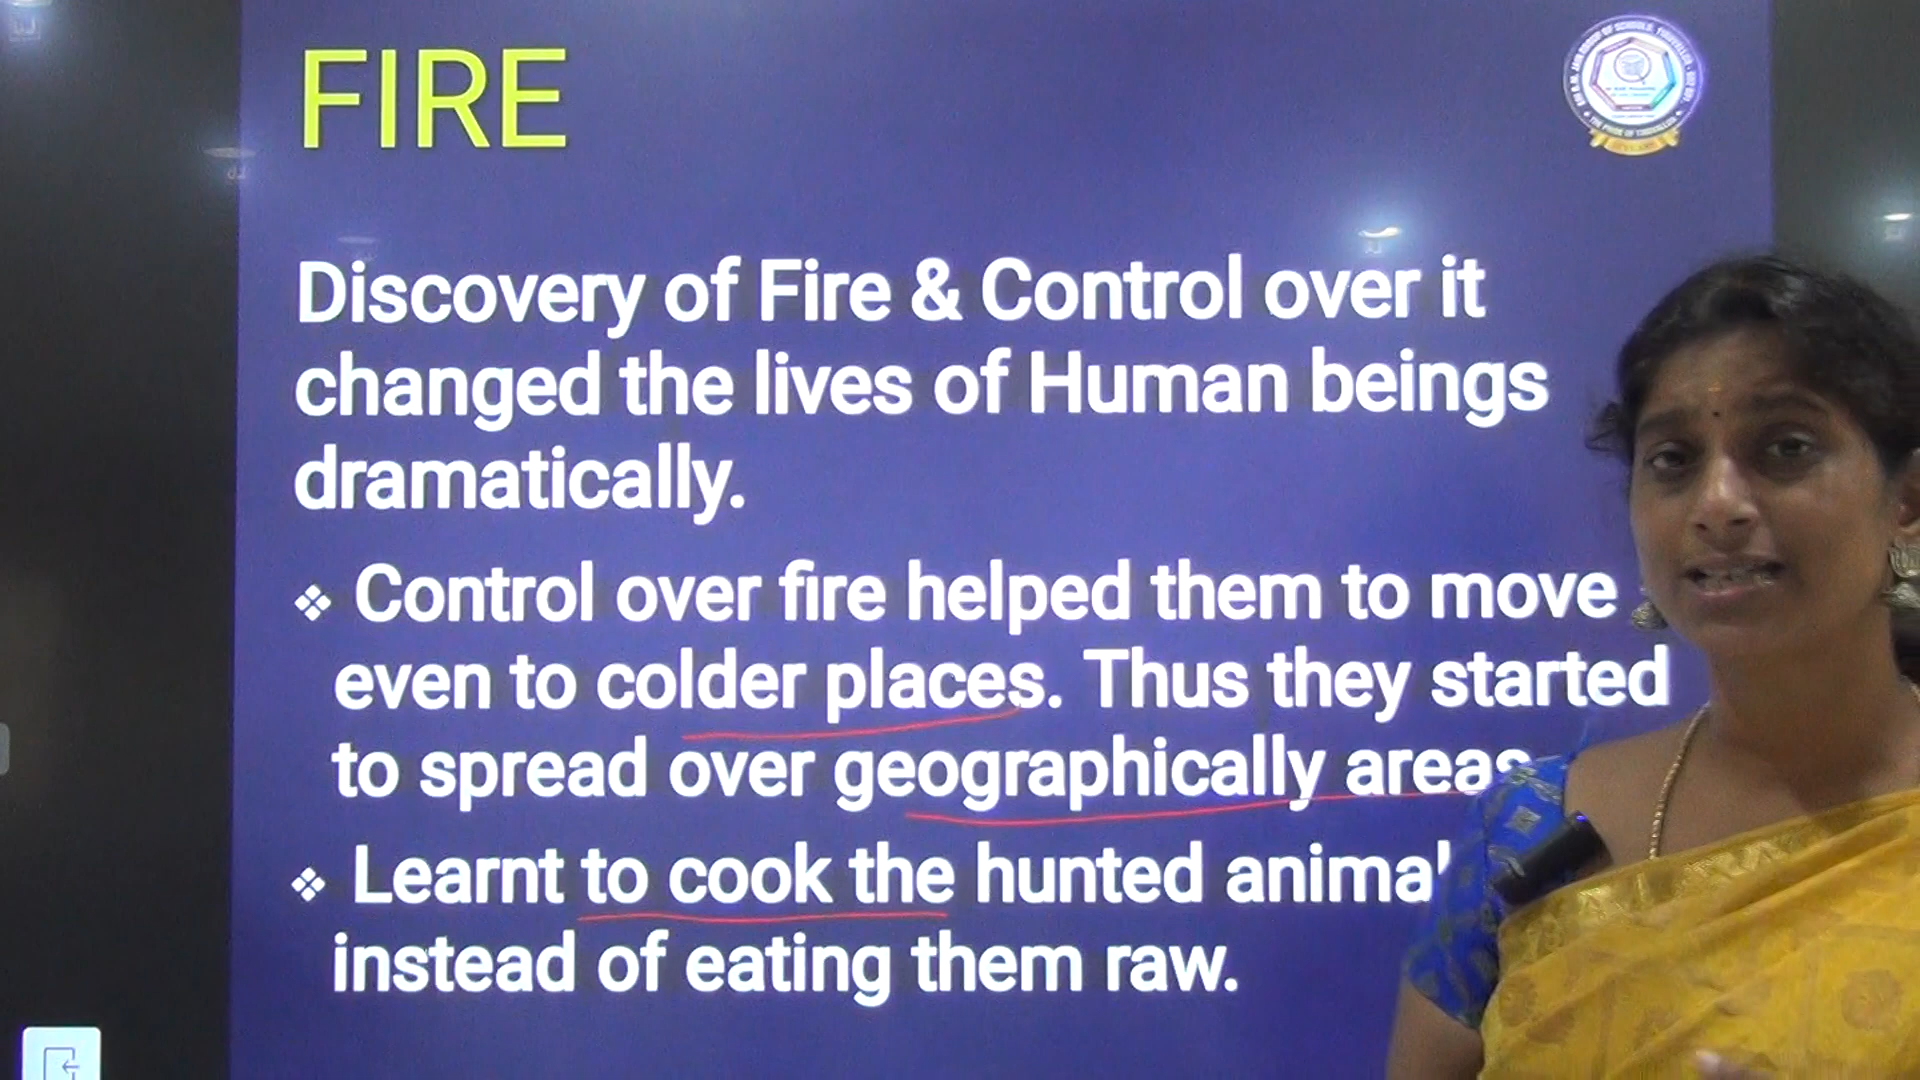 FIRE
Discovery of Fire & Control over it
changed the lives of Human beings
dramatically.
Control over fire helped them to move
even to colder places. Thus they started
to spread over geographically areas
Learnt to cook the hunted
instead of eating them raw.